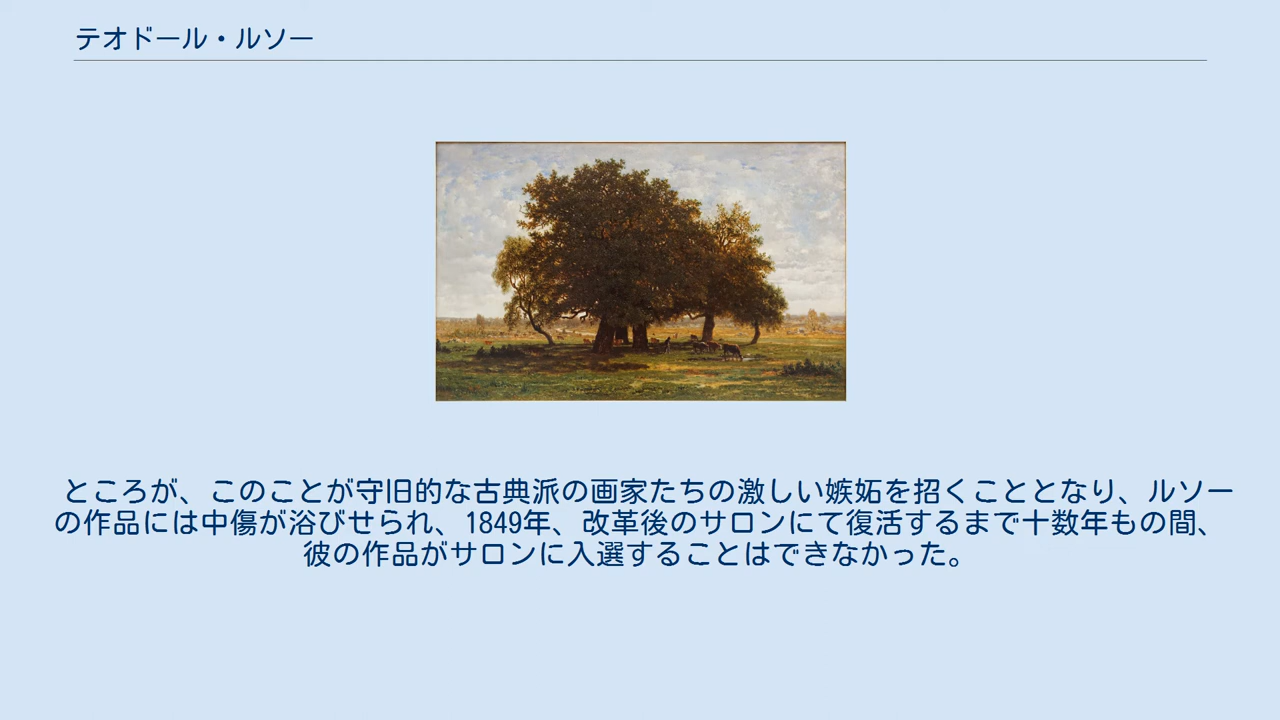 テオドール・ルソー
ところが、このことが守旧的な古典派の画家たちの激しい嫉妬を招くこととなり、ルソー
の作品には中傷が浴びせられ、1849年、改革後のサロンにて復活するまで十数年もの間、
彼の作品がサロンに入選することはできなかった。